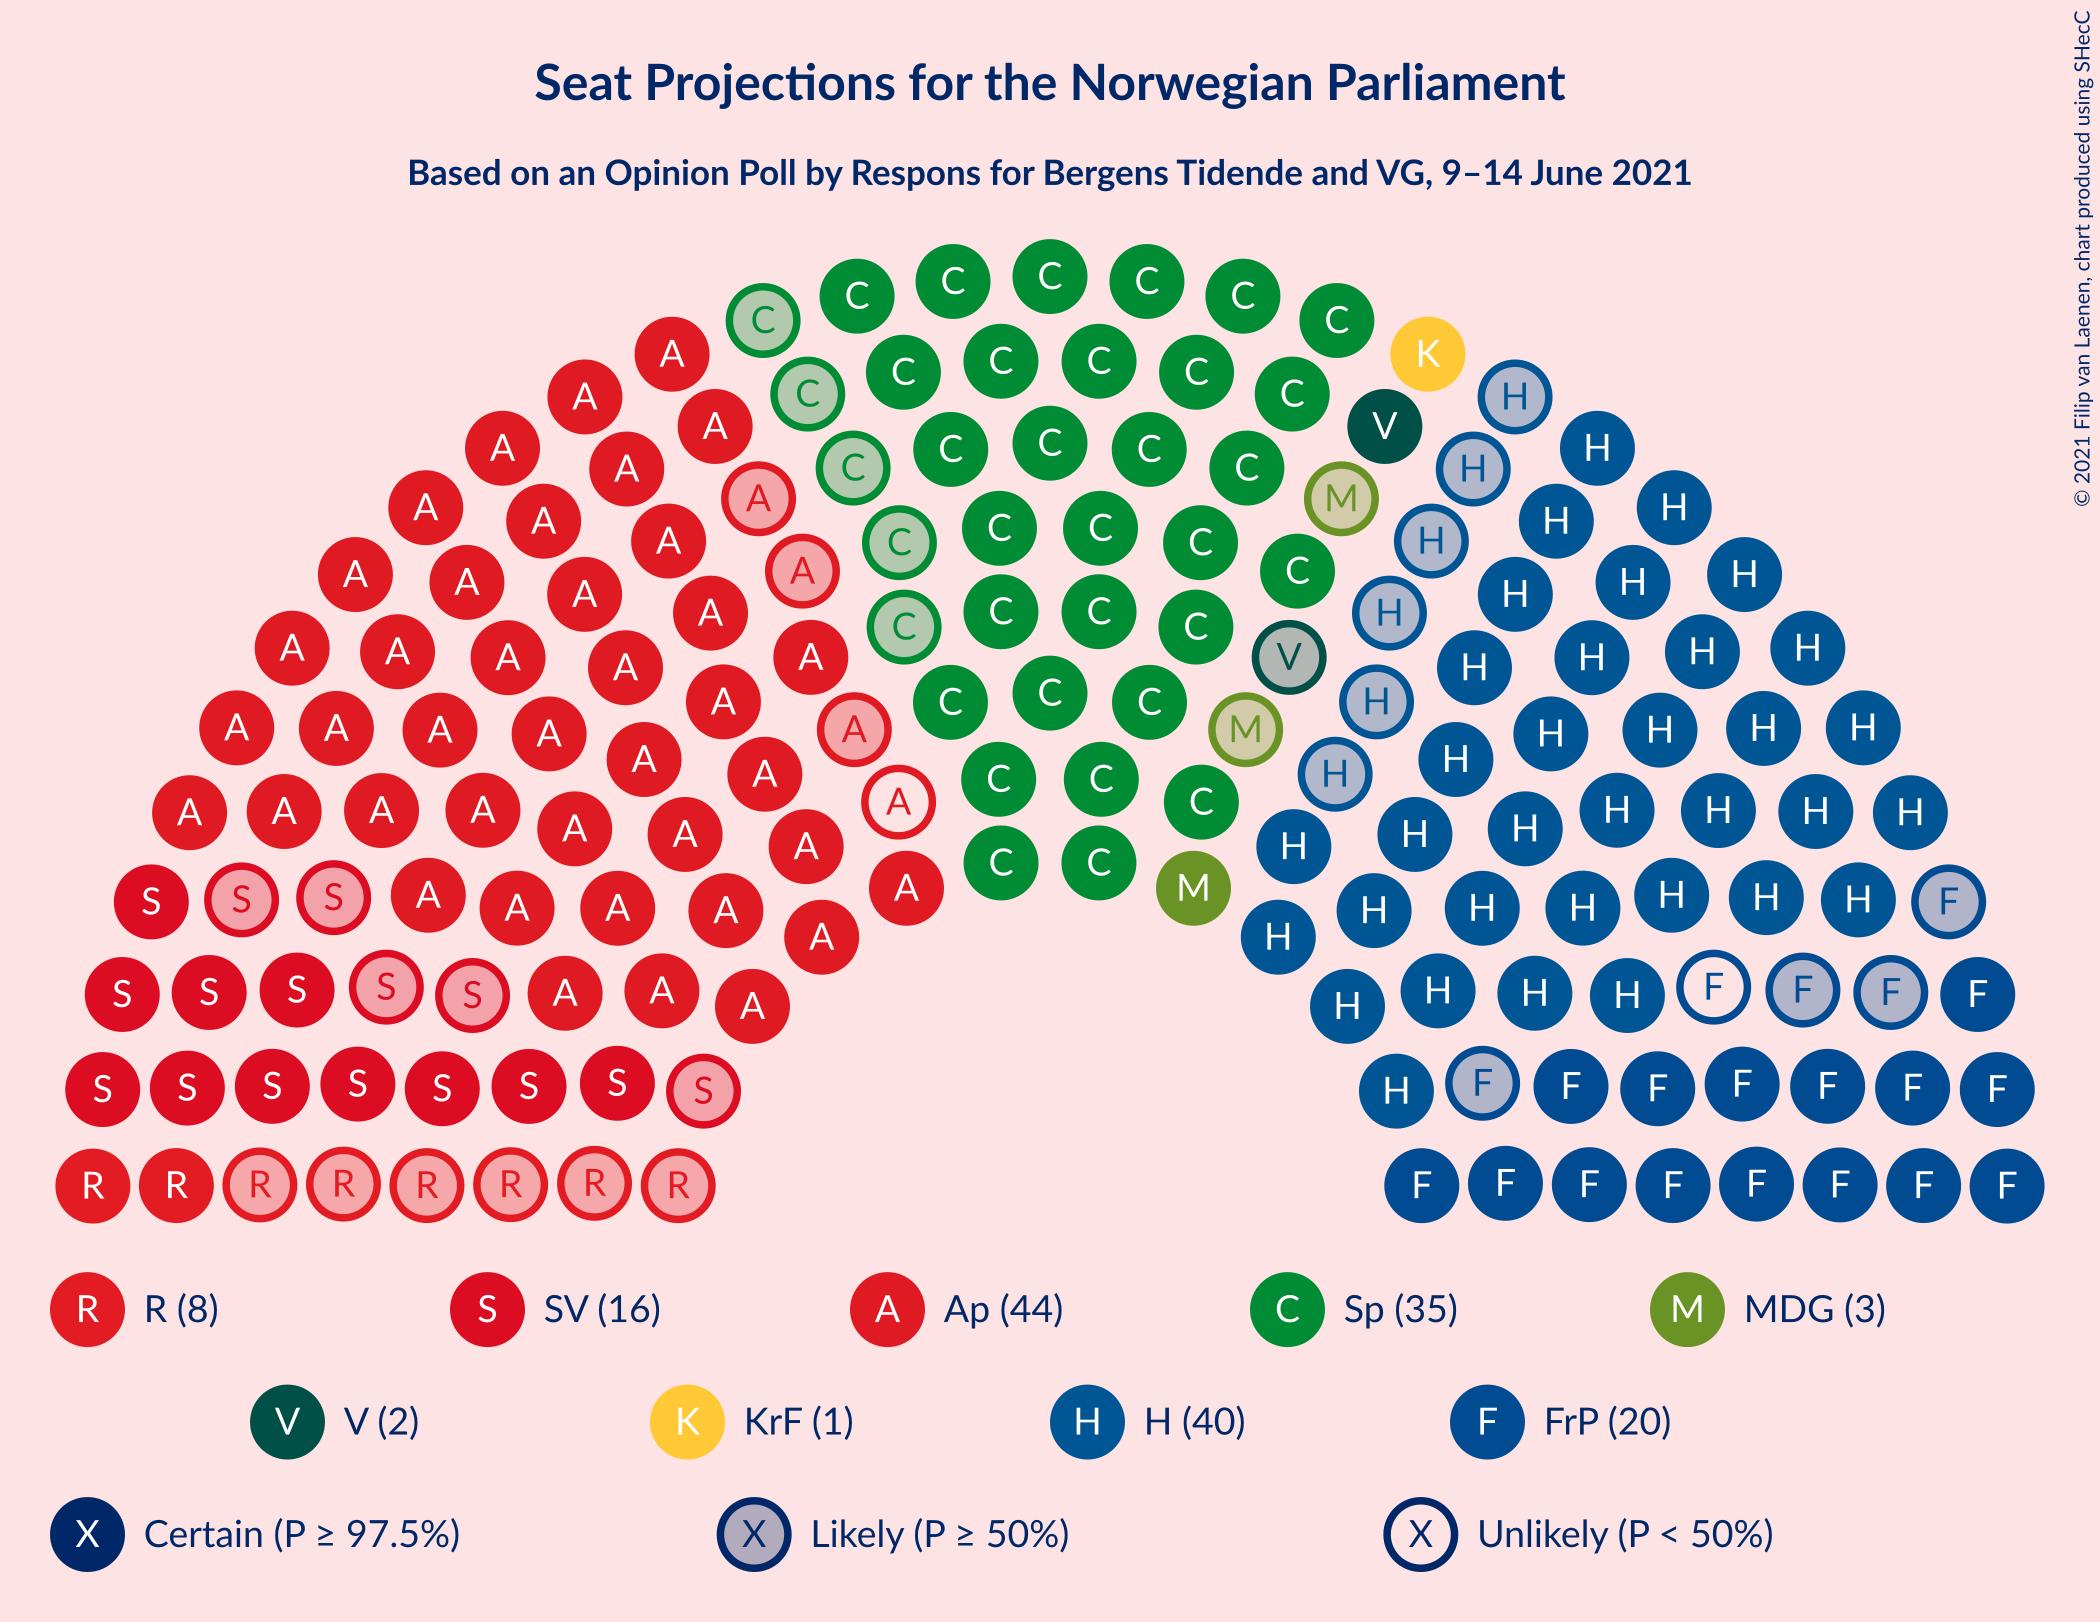 Seat Projections for the Norwegian Parliament
Based on an Opinion Poll by Respons for Bergens Tidende and VG, 9–14 June 2021
© 2021 Filip van Laenen, chart produced using SHecC
C C C C C C C
A C C C C C C K
A A C C C C C V H
A A A C C C C M H H
A A A A C C C C H H H
A A A A A C C C C V H H H H
A A A A A A C C C M H H H H H H
A A A A A A A C C C H H H H H H H
A A A A A A A A C C M H H H H H H H H
S S S A A A A A H H H H H H H F
S S S S S A A A H H H H F F F F
S S S S S S S S H F F F F F F F
R R R R R R R R F F F F F F F F
R R (8) S SV (16) A Ap (44) C Sp (35) M MDG (3)
V V (2) K KrF (1) H H (40) F FrP (20)
X Certain (P ≥ 97.5%) X Likely (P ≥ 50%) X Unlikely (P < 50%)